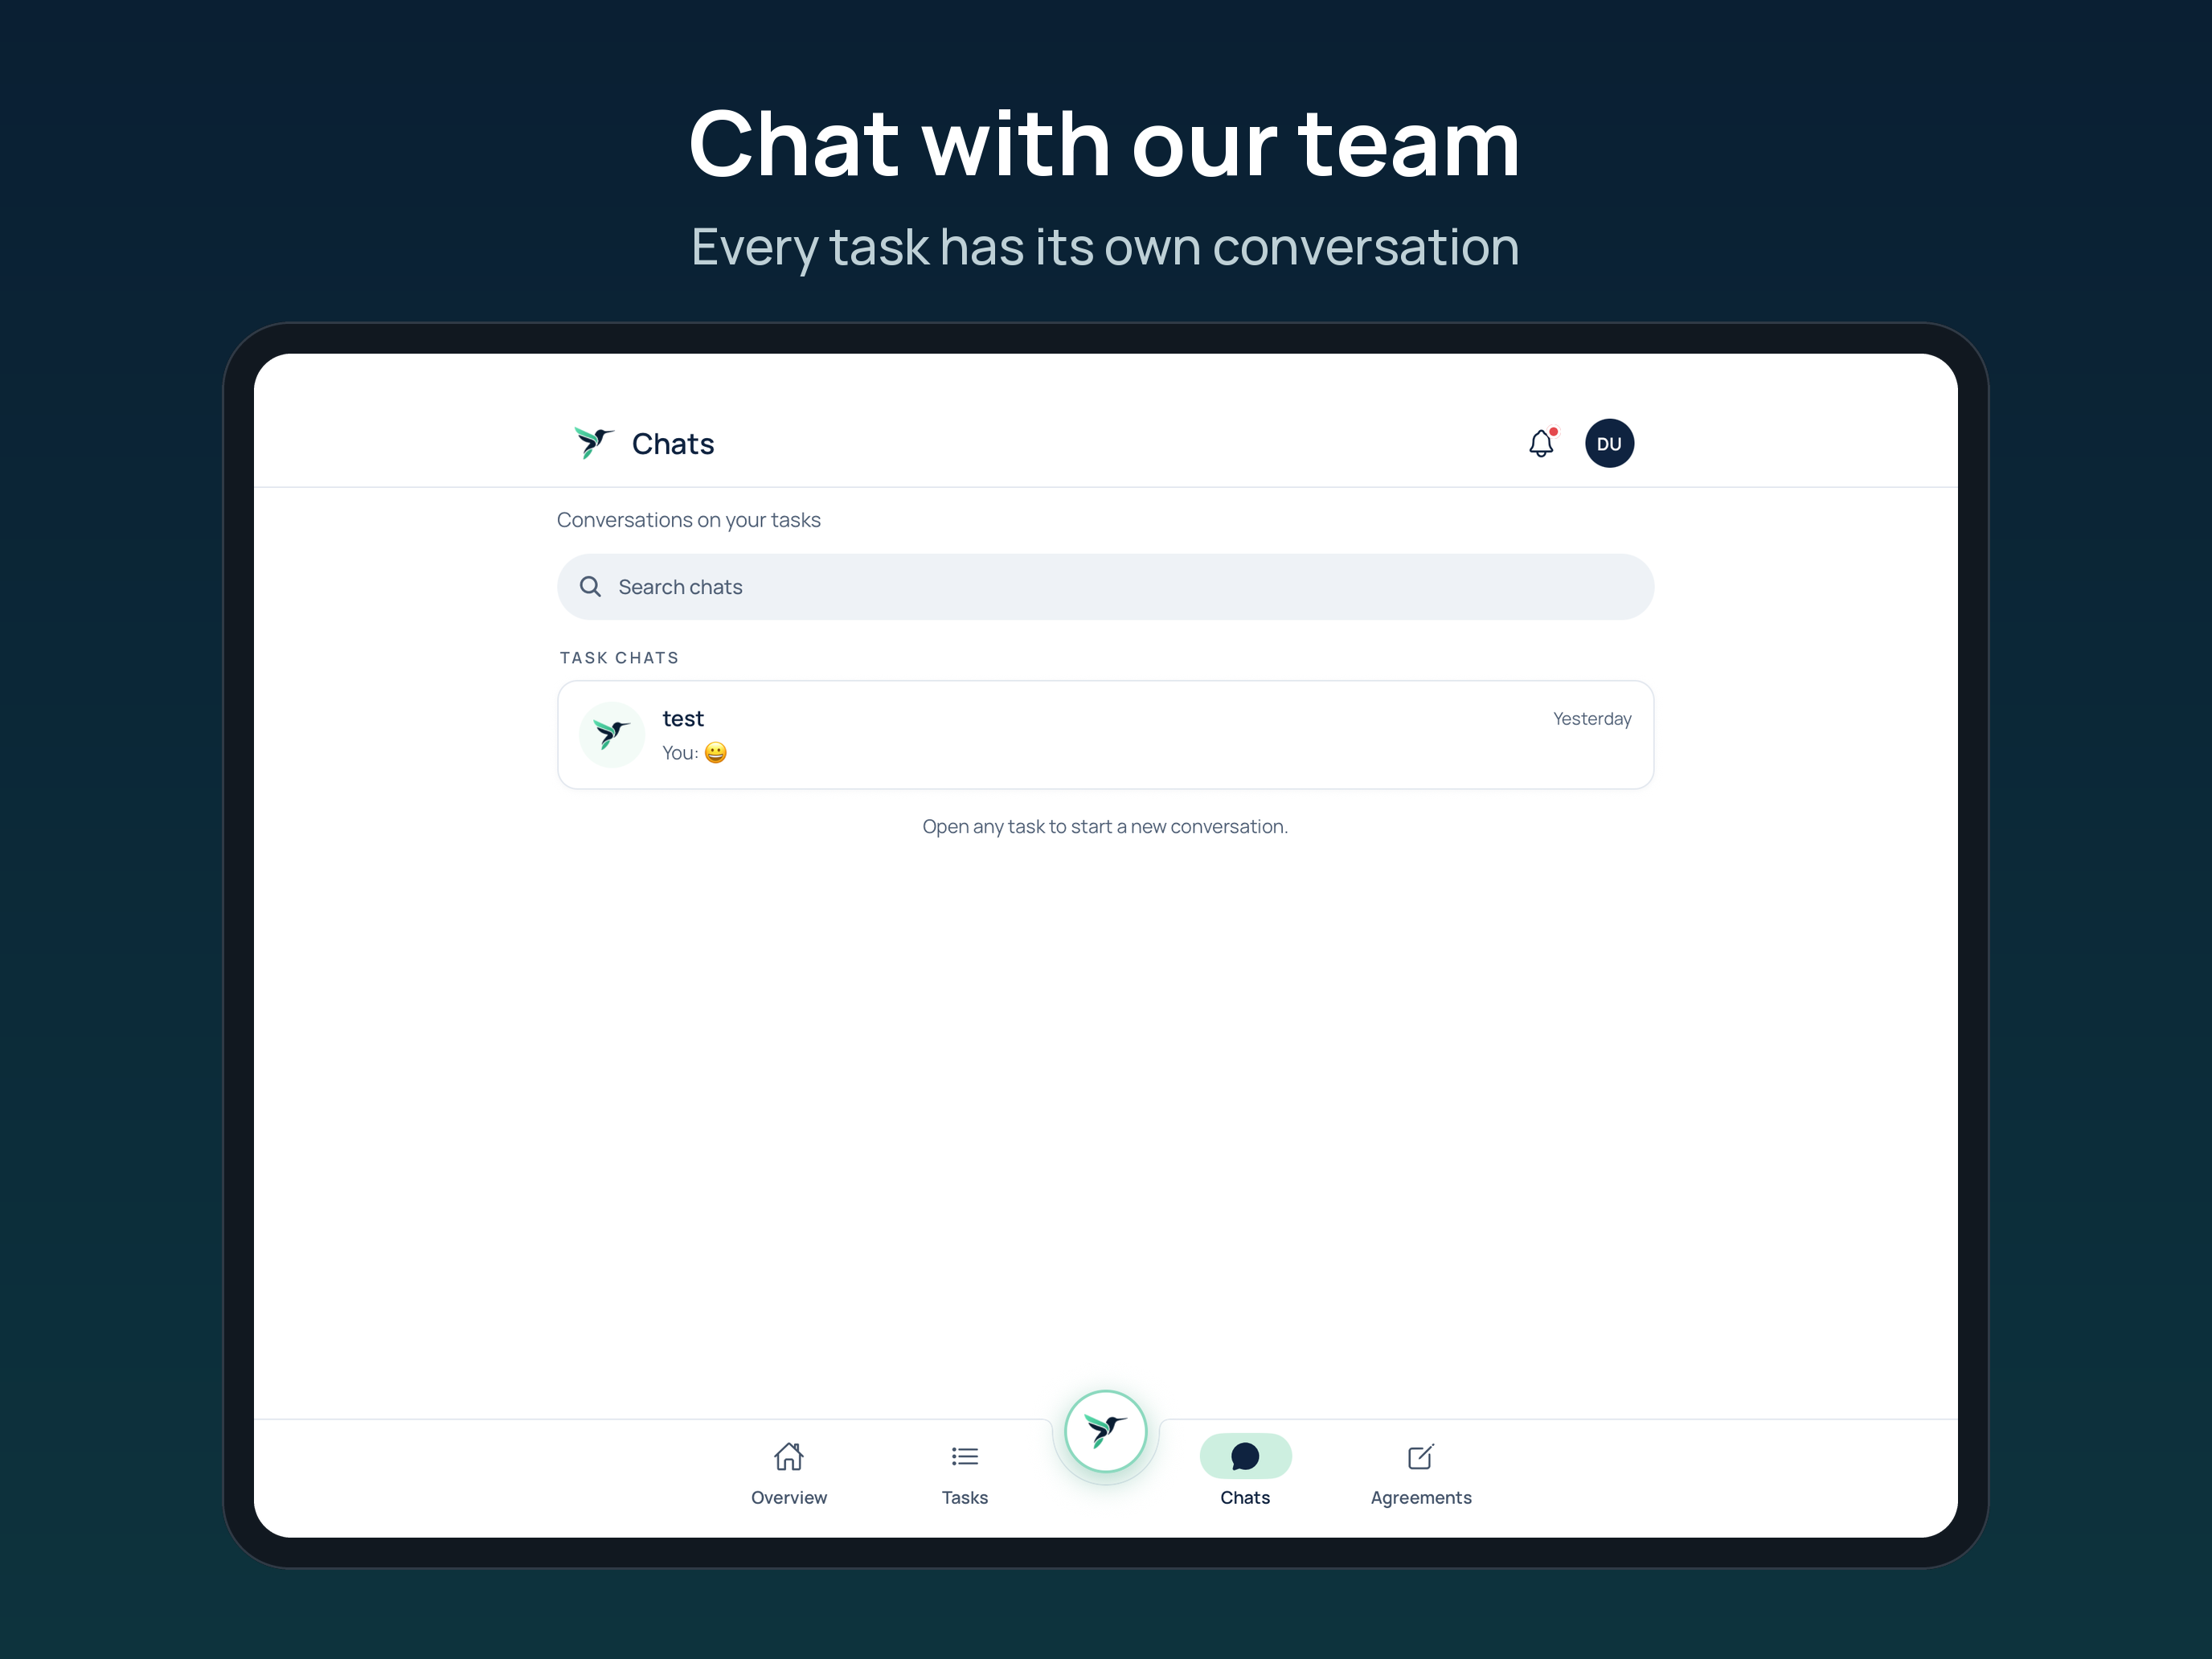 Chat with our team
Every task has its own conversation
Chats
DU
Conversations on your tasks
Search chats
TASK CHATS
test
Yesterday
You: 😀
Open any task to start a new conversation.
Overview
Tasks
Chats
Agreements